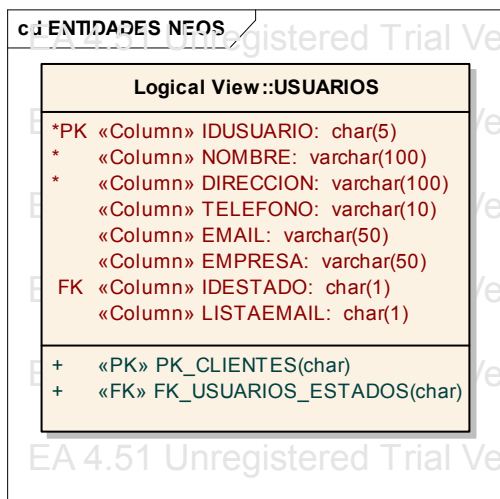 cd ENTIDADES NEOS
EA 4.51 Unregistered Trial Ve
Logical View::USUARIOS
*PK «Column» IDUSUARIO: char(5)
* «Column» NOMBRE: varchar(100)
* «Column» DIRECCION: varchar(100)
«Column» TELEFONO: varchar(10)
«Column» EMAIL: varchar(50)
«Column» EMPRESA: varchar(50)
FK «Column» IDESTADO: char(1)
«Column» LISTAEMAIL: char(1)
+ «PK» PK_CLIENTES(char)
+ «FK» FK_USUARIOS_ESTADOS(char)
EA 4.51 Unregistered Trial Ve